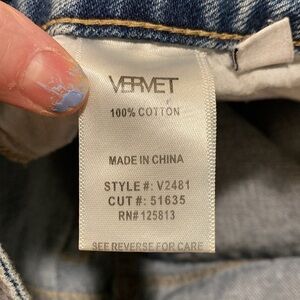 VERVET
100% COTTON
MADE IN CHINA
STYLE #: V2481
CUT #: 51635
RN# 125813
SEE REVERSE FOR CARE